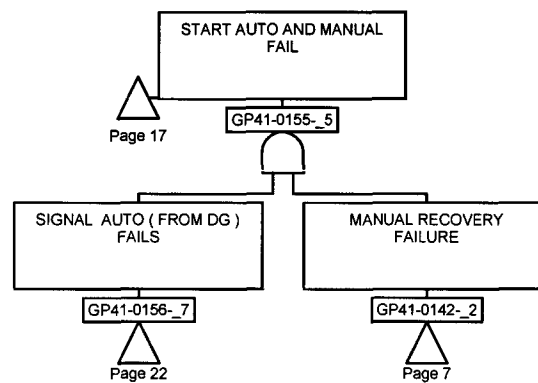 START AUTO AND MANUAL
FAIL
Page 17
GP41-0155-_5
SIGNAL AUTO ( FROM DG )
FAILS
MANUAL RECOVERY
FAILURE
GP41-0156-_7
GP41-0142-_2
Page 22
Page 7